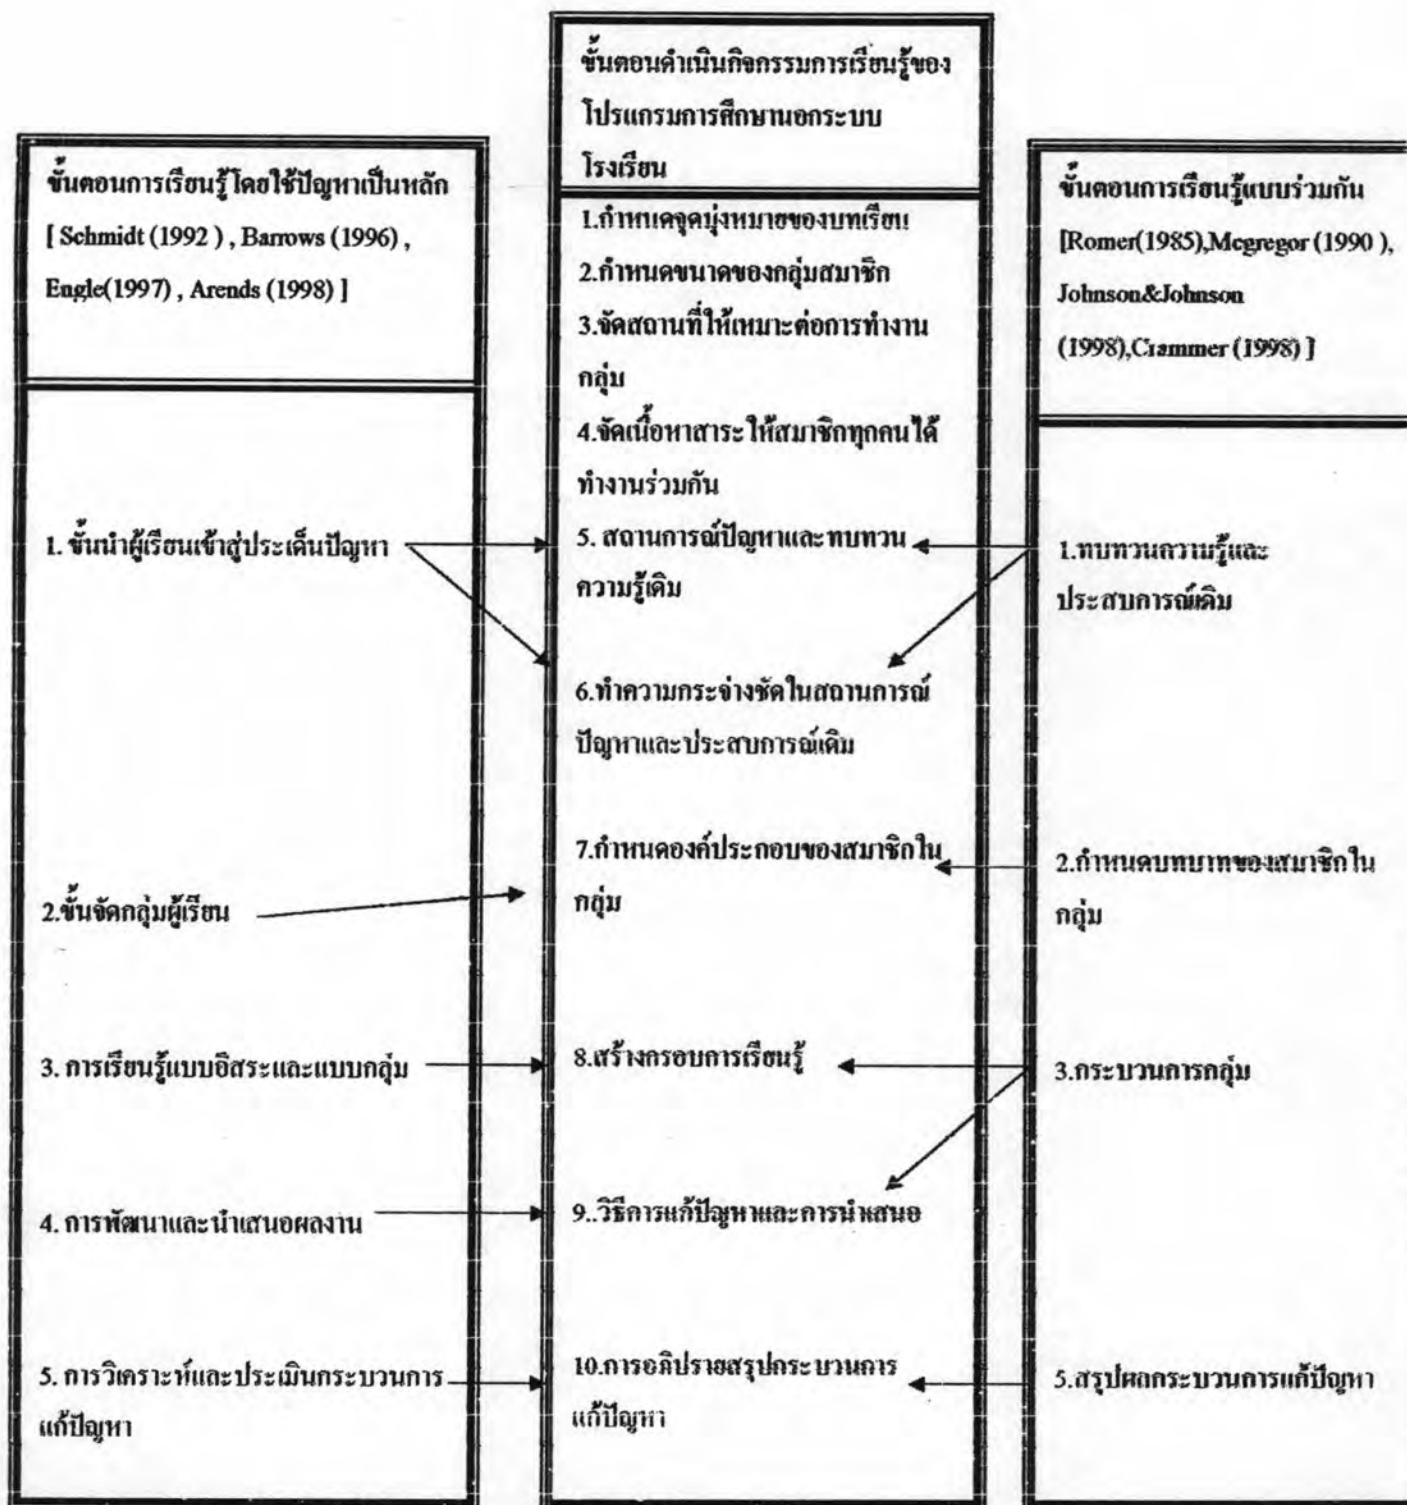 ขั้นตอนการเรียนรู้โดยใช้ปัญหาเป็นหลัก
[ Schmidt (1992 ) , Barrows (1996) ,
Engle(1997) , Arends (1998) ]
1. ขั้นนำผู้เรียนเข้าสู่ประเด็นปัญหา
2.ขั้นจัดกลุ่มผู้เรียน
3. การเรียนรู้แบบอิสระและแบบกลุ่ม
4. การพัฒนาและนำเสนอผลงาน
5. การวิเคราะห์และประเมินกระบวนการ
แก้ปัญหา
ขั้นตอนดำเนินกิจกรรมการเรียนรู้ของ
โปรแกรมการศึกษานอกระบบ
โรงเรียน
1.กำหนดจุดมุ่งหมายของบทเรียน
2.กำหนดขนาดของกลุ่มสมาชิก
3.จัดสถานที่ให้เหมาะต่อการทำงาน
กลุ่ม
4.จัดเนื้อหาสาระให้สมาชิกทุกคนได้
ทำงานร่วมกัน
5. สถานการณ์ปัญหาและทบทวน
ความรู้เดิม
6.ทำความกระจ่างชัดในสถานการณ์
ปัญหาและประสบการณ์เดิม
7.กำหนดองค์ประกอบของสมาชิกใน
กลุ่ม
8.สร้างกรอบการเรียนรู้
9..วิธีการแก้ปัญหาและการนำเสนอ
10.การอภิปรายสรุปกระบวนการ
แก้ปัญหา
ขั้นตอนการเรียนรู้แบบร่วมกัน
[Romer(1985),Mcgregor (1990 ),
Johnson&Johnson
(1998),Crammer (1998) ]
1.ทบทวนความรู้และ
ประสบการณ์เดิม
2.กำหนดบทบาทของสมาชิกใน
กลุ่ม
3.กระบวนการกลุ่ม
5.สรุปผลกระบวนการแก้ปัญหา